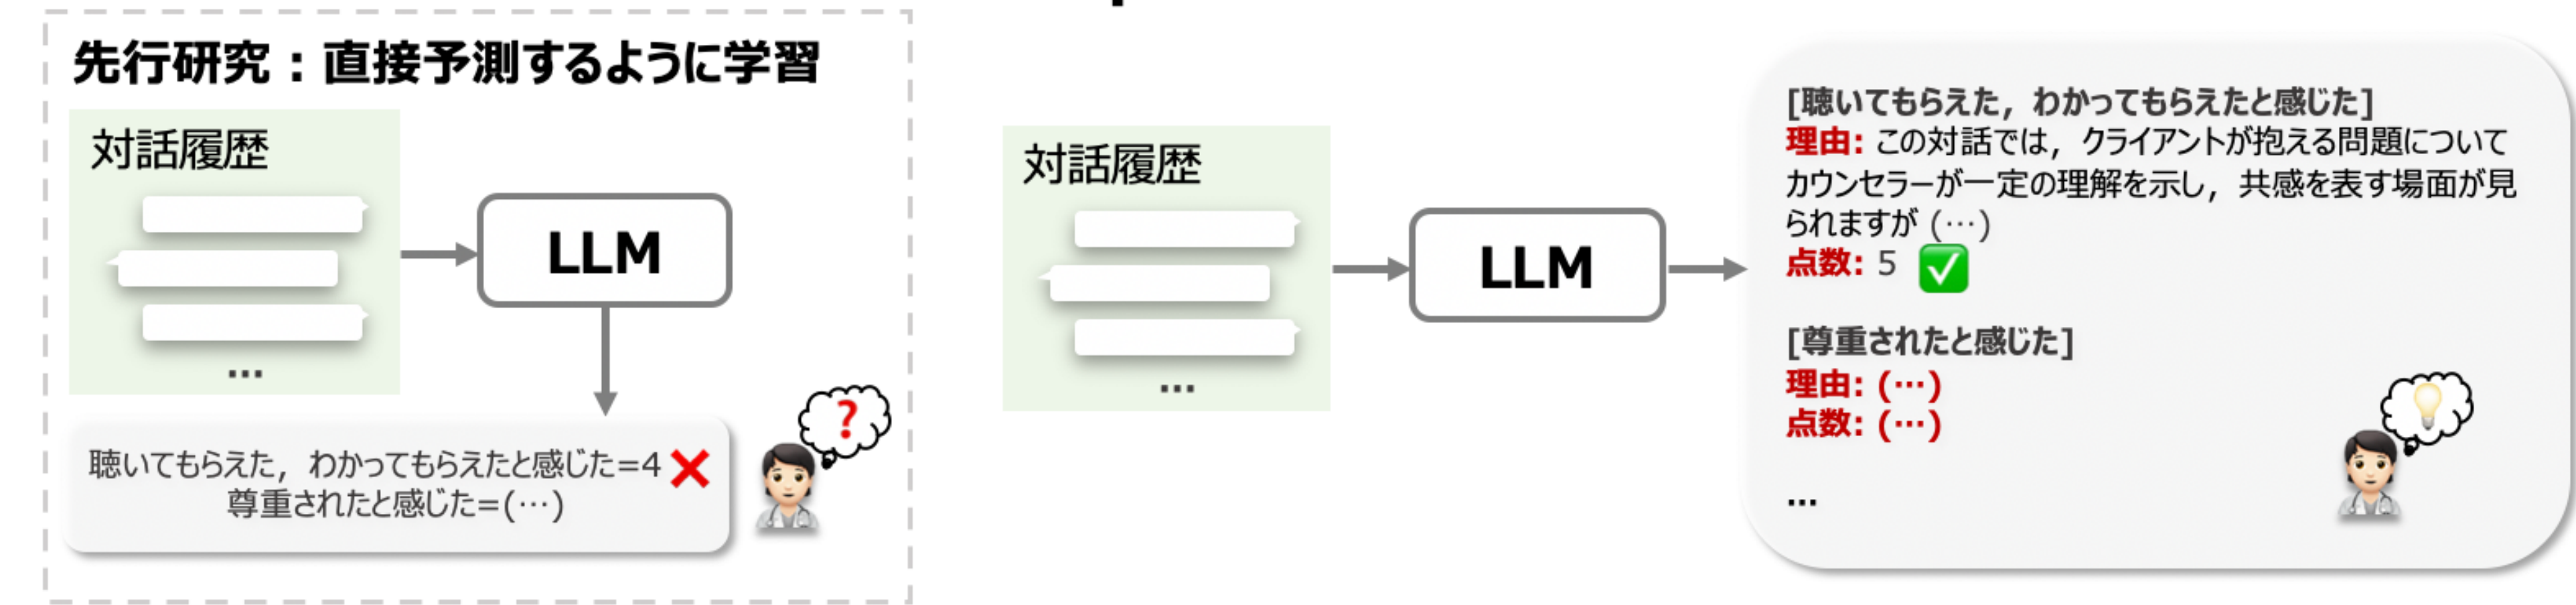 先行研究：直接予測するように学習
対話履歴
...
LLM
聴いてもらえた，わかってもらえたと感じた=4
尊重されたと感じた=(…)
?
対話履歴
...
LLM
[聴いてもらえた，わかってもらえたと感じた]
理由: この対話では，クライアントが抱える問題について
カウンセラーが一定の理解を示し，共感を表す場面が見
られますが (…)
点数: 5
[尊重されたと感じた]
理由: (…)
点数: (…)
...